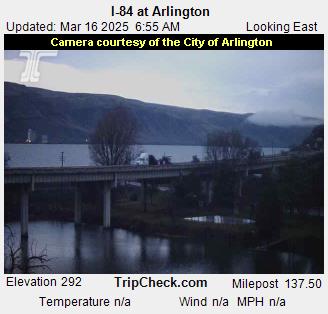 I-84 at Arlington
Updated: Mar 16 2025 6:55 AM Looking East
Camera courtesy of the City of Arlington
Elevation 292 TripCheck.com Milepost 137.50
Temperature n/a Wind n/a MPH n/a